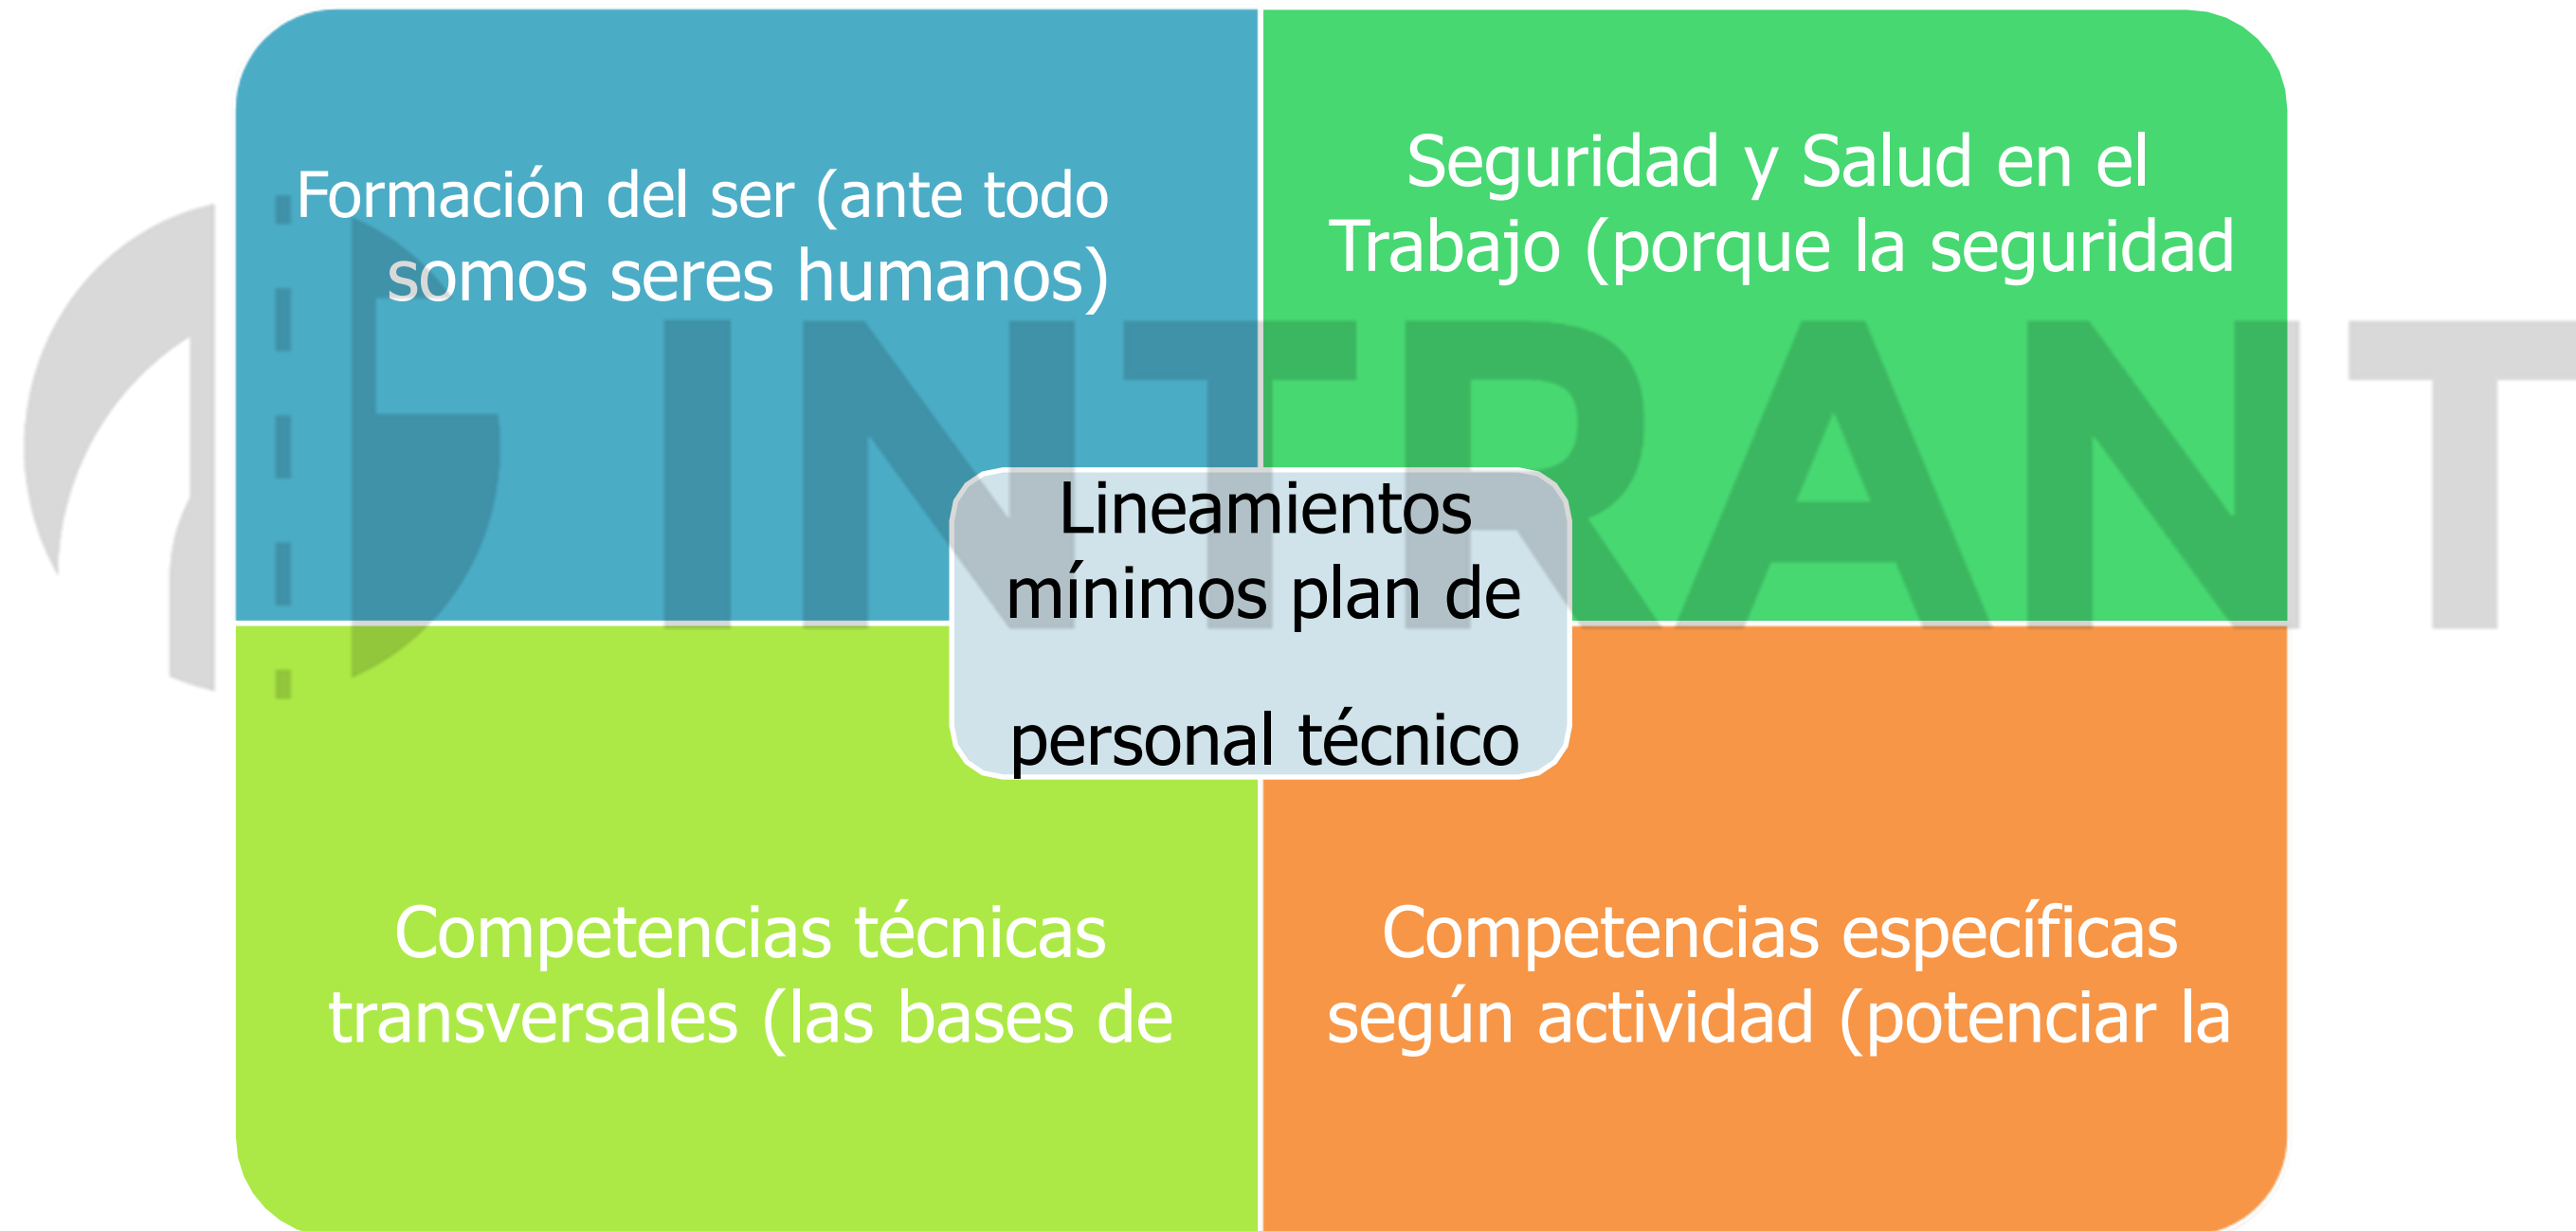 Formación del ser (ante todo
somos seres humanos)
Seguridad y Salud en el
Trabajo (porque la seguridad
INTRANT
Lineamientos
mínimos plan de
personal técnico
Competencias técnicas
transversales (las bases de
Competencias específicas
según actividad (potenciar la